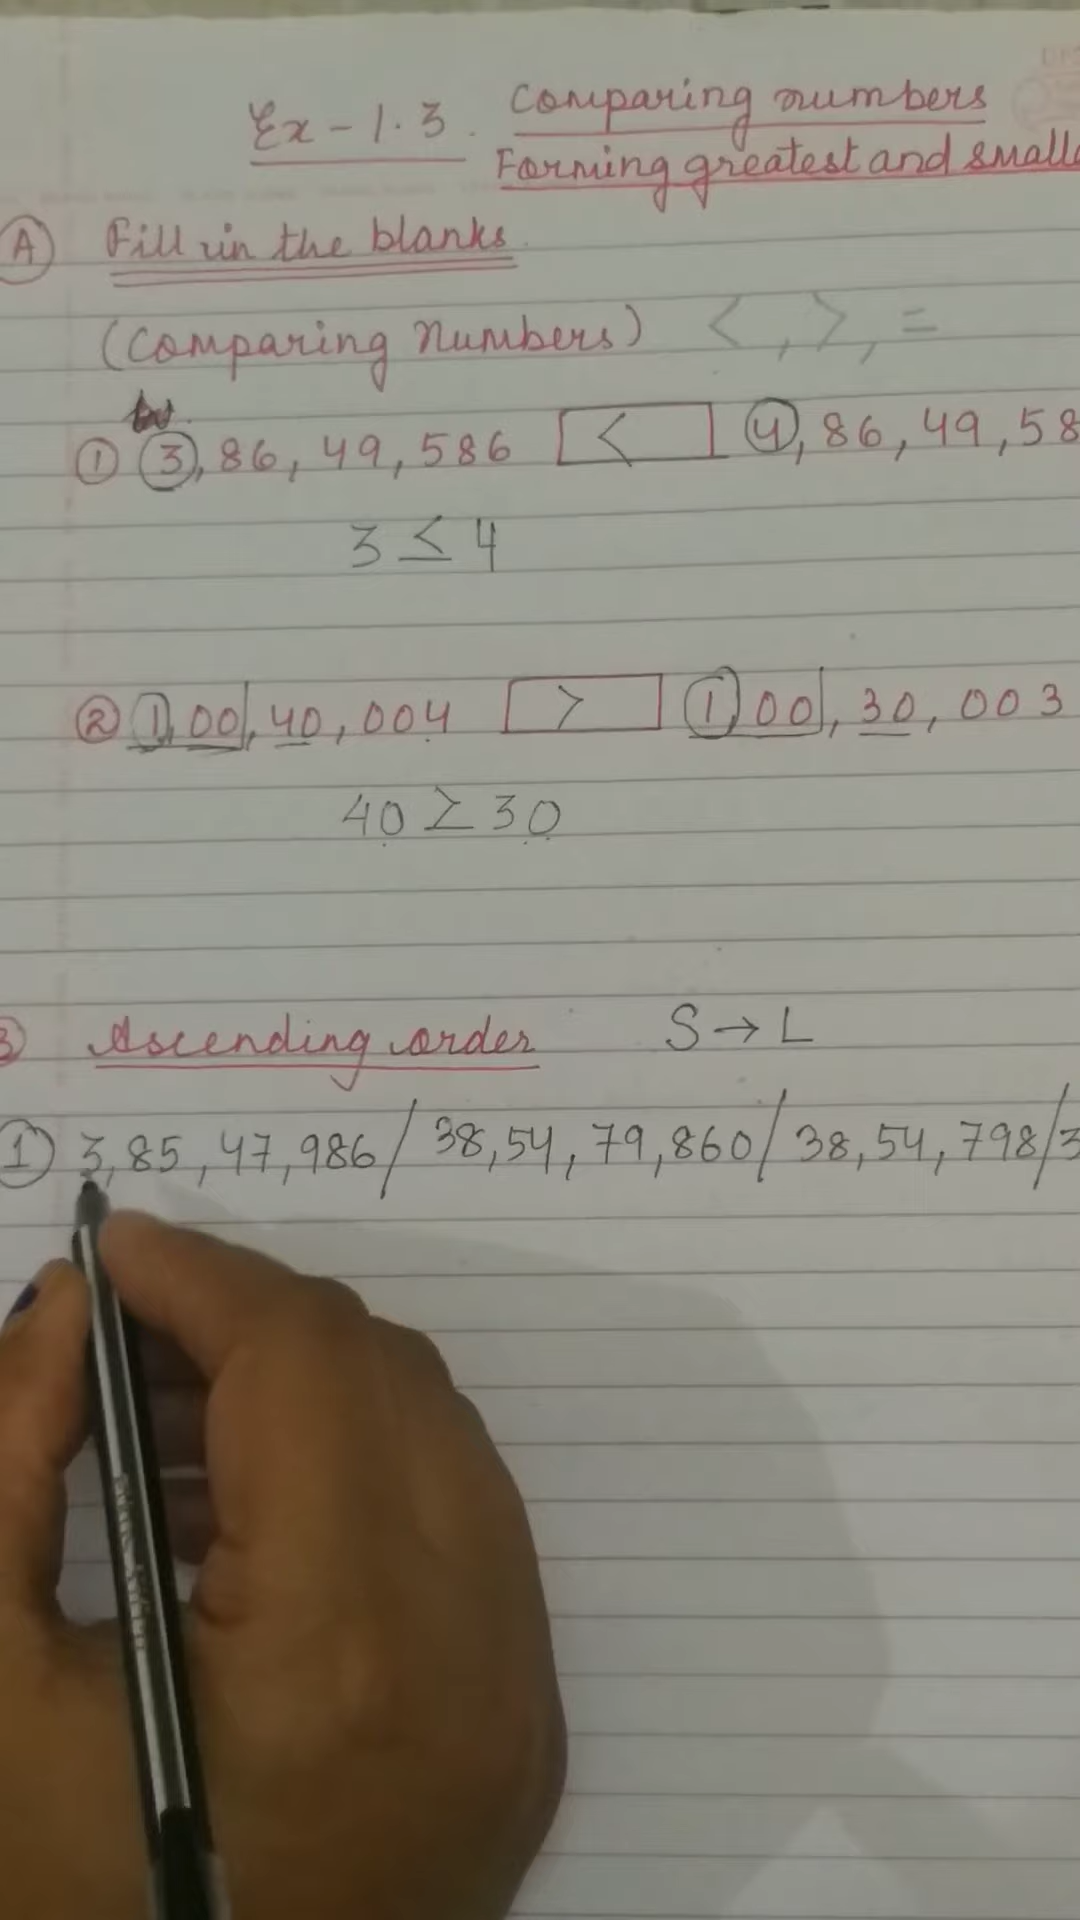 Ex - 1.3. Comparing numbers
Forming greatest and small
A Fill in the blanks.
(Comparing Numbers) < , > , =
① 3,86,49,586 < 4,86,49,58
3 < 4
② 1,00,40,004 > 1,00,30,003
40 > 30
Ascending order S → L
① 3,85,47,986 / 38,54,79,860 / 38,54,798 / 3